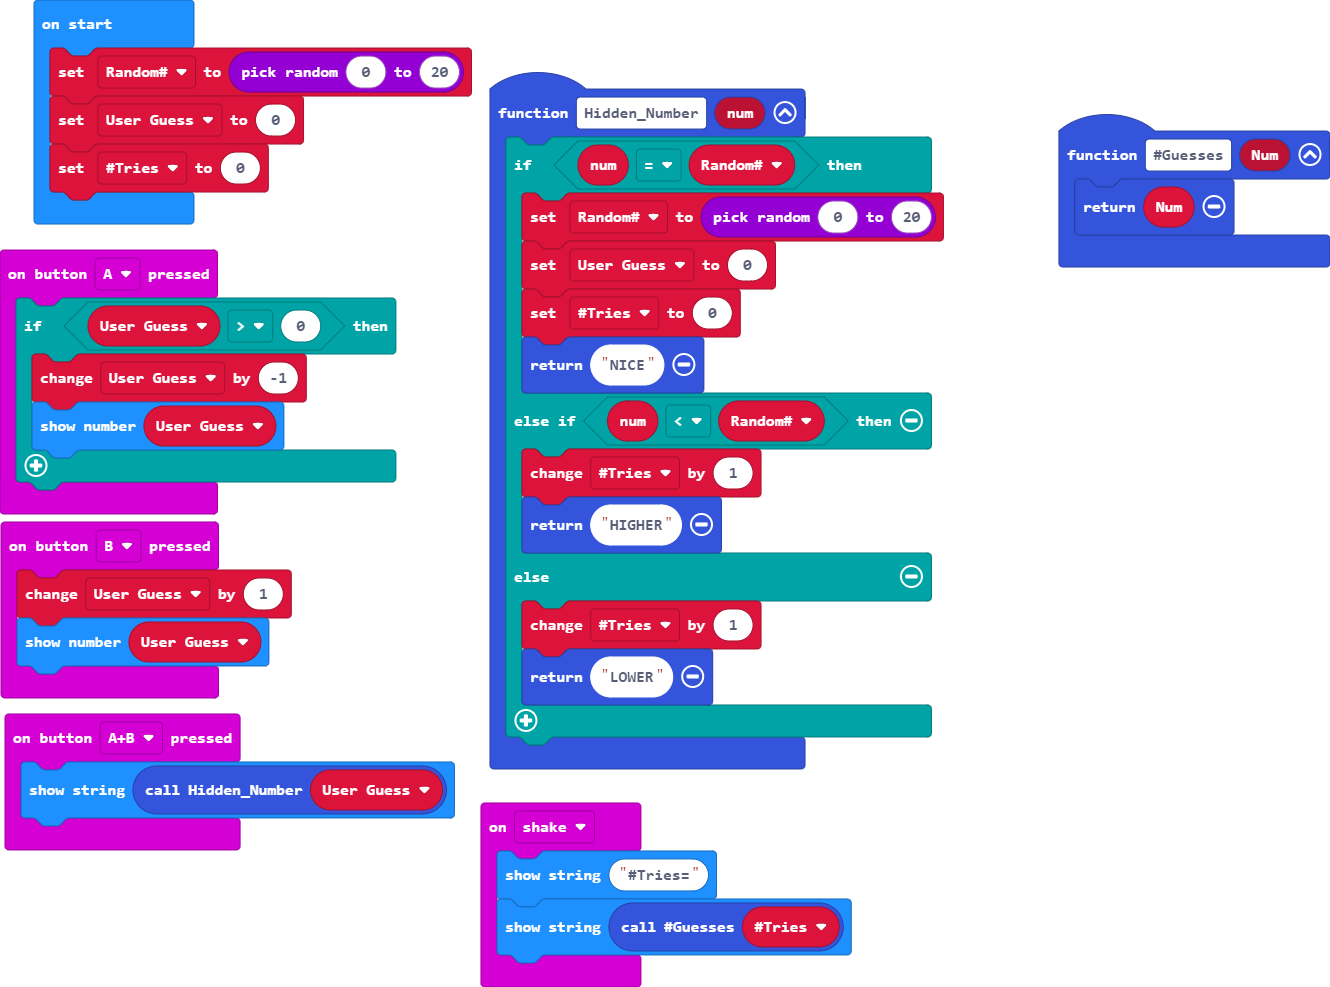 on start
set Random# to pick random 0 to 20
set User Guess to 0
set #Tries to 0
on button A pressed
if User Guess > 0 then
change User Guess by -1
show number User Guess
on button B pressed
change User Guess by 1
show number User Guess
on button A+B pressed
show string call Hidden_Number User Guess
function Hidden_Number num
if num = Random# then
set Random# to pick random 0 to 20
set User Guess to 0
set #Tries to 0
return "NICE"
else if num < Random# then
change #Tries by 1
return "HIGHER"
else
change #Tries by 1
return "LOWER"
on shake
show string "#Tries="
show string call #Guesses #Tries
function #Guesses Num
return Num